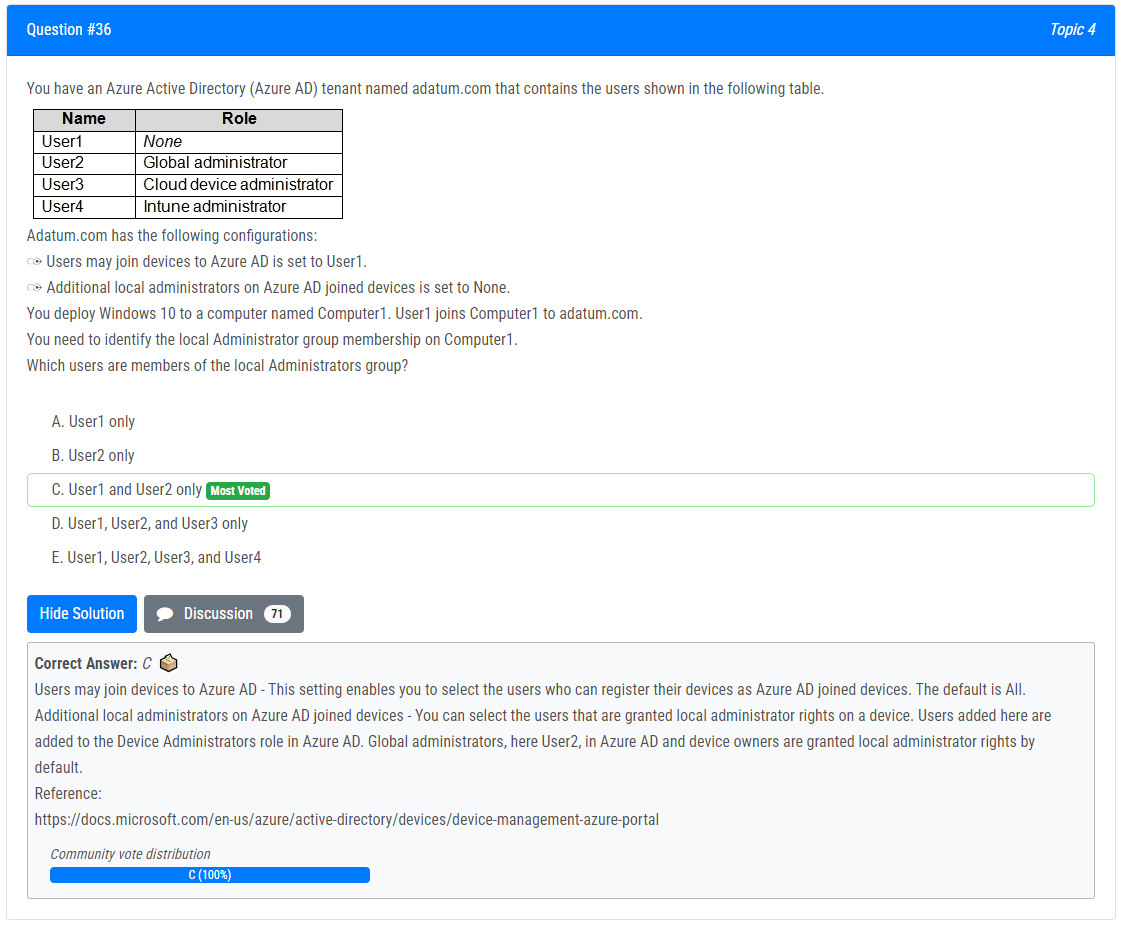 Question #36 Topic 4
You have an Azure Active Directory (Azure AD) tenant named adatum.com that contains the users shown in the following table.
Name Role
User1 None
User2 Global administrator
User3 Cloud device administrator
User4 Intune administrator
Adatum.com has the following configurations:
Users may join devices to Azure AD is set to User1.
Additional local administrators on Azure AD joined devices is set to None.
You deploy Windows 10 to a computer named Computer1. User1 joins Computer1 to adatum.com.
You need to identify the local Administrator group membership on Computer1.
Which users are members of the local Administrators group?
A. User1 only
B. User2 only
C. User1 and User2 only Most Voted
D. User1, User2, and User3 only
E. User1, User2, User3, and User4
Hide Solution Discussion 71
Correct Answer: C
Users may join devices to Azure AD - This setting enables you to select the users who can register their devices as Azure AD joined devices. The default is All.
Additional local administrators on Azure AD joined devices - You can select the users that are granted local administrator rights on a device. Users added here are
added to the Device Administrators role in Azure AD. Global administrators, here User2, in Azure AD and device owners are granted local administrator rights by
default.
Reference:
https://docs.microsoft.com/en-us/azure/active-directory/devices/device-management-azure-portal
Community vote distribution
C (100%)